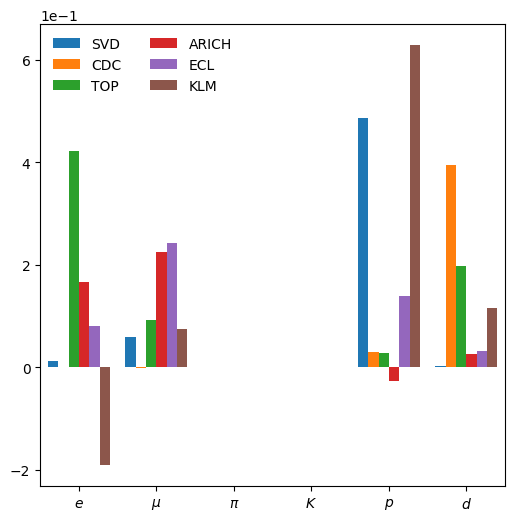 1e−1
SVD ARICH
CDC ECL
TOP KLM
6
4
2
0
−2
e μ π K p d